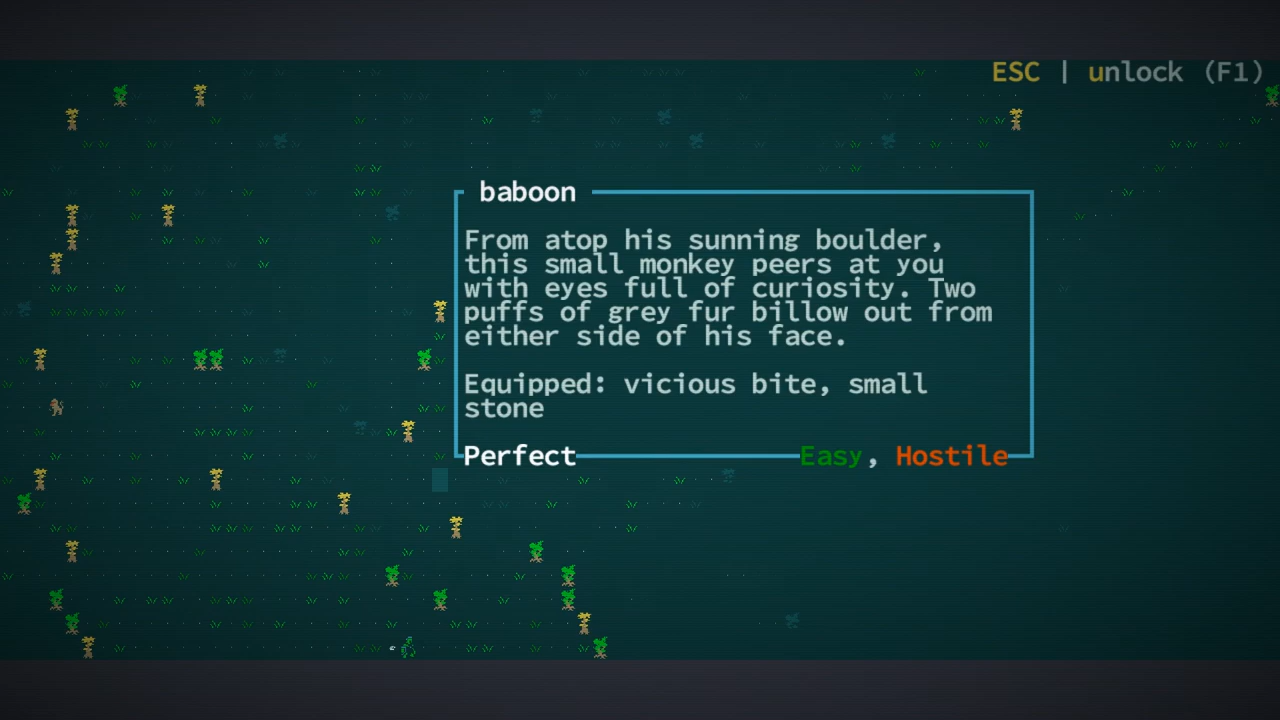 ESC | unlock (F1)
baboon
From atop his sunning boulder,
this small monkey peers at you
with eyes full of curiosity. Two
puffs of grey fur billow out from
either side of his face.
Equipped: vicious bite, small
stone
Perfect Easy, Hostile